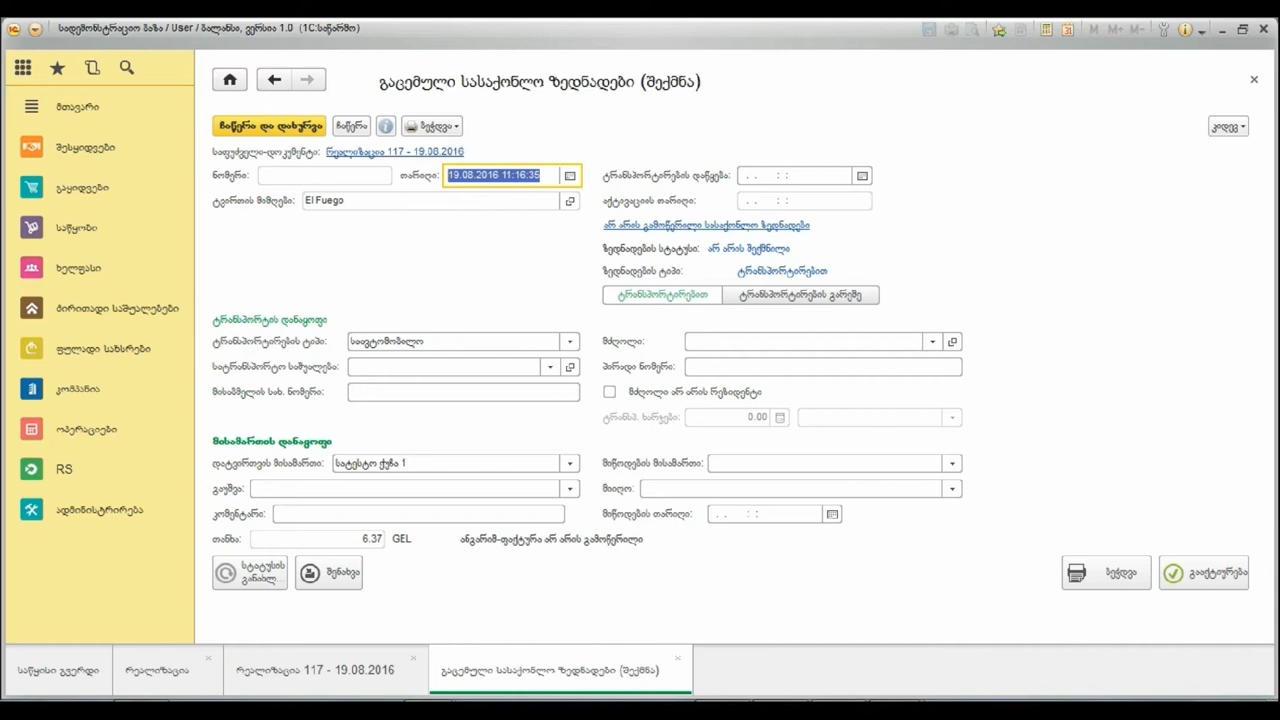 სადემონსტრაციო ბაზა / User / ბალანსი, ვერსია 1.0 (1C:საწარმო)
M M+ M-
მთავარი
შესყიდვები
გაყიდვები
საწყობი
ხელფასი
ძირითადი საშუალებები
ფულადი სახსრები
კომპანია
ოპერაციები
RS
ადმინისტრირება
გაცემული სასაქონლო ზედნადები (შექმნა)
ჩაწერა და დახურვა ჩაწერა ბეჭდვა კიდევ
საფუძველი-დოკუმენტი: რეალიზაცია 117 - 19.08.2016
ნომერი: თარიღი: 19.08.2016 11:16:35 ტრანსპორტირების დაწყება: . . : :
ტვირთის მიმღები: El Fuego აქტივაციის თარიღი: . . : :
არ არის გამოწერილი სასაქონლო ზედნადები
ზედნადების სტატუსი: არ არის შექმნილი
ზედნადების ტიპი: ტრანსპორტირებით
ტრანსპორტირებით ტრანსპორტირების გარეშე
ტრანსპორტის დანაყოფი
ტრანსპორტირების ტიპი: საავტომობილო მძღოლი:
სატრანსპორტო საშუალება: პირადი ნომერი:
მისაბმელის სახ. ნომერი: მძღოლი არ არის რეზიდენტი
ტრანსპ. ხარჯები: 0.00
მისამართის დანაყოფი
დატვირთვის მისამართი: სატესტო ქუჩა 1 მიწოდების მისამართი:
გაუშვა: მიიღო:
კომენტარი: მიწოდების თარიღი: . . : :
თანხა: 6.37 GEL ანგარიშ-ფაქტურა არ არის გამოწერილი
სტატუსის განახლ... შენახვა ბეჭდვა გააქტიურება
საწყისი გვერდი რეალიზაცია რეალიზაცია 117 - 19.08.2016 გაცემული სასაქონლო ზედნადები (შექმნა)